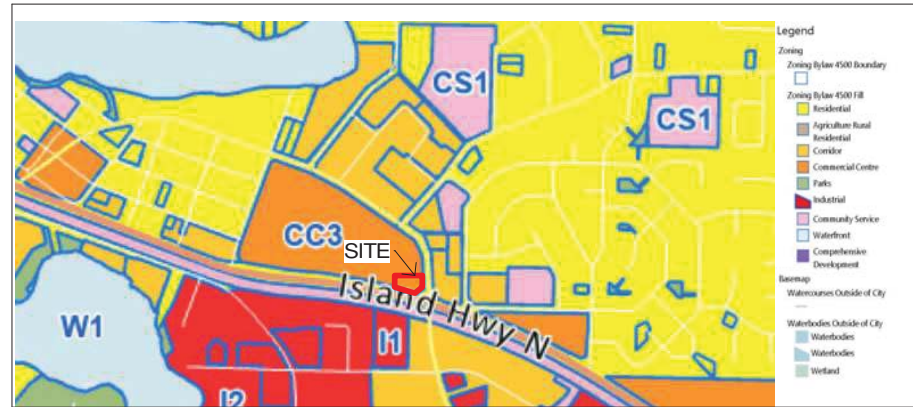 CS1
CS1
CC3
SITE
Island Hwy N
W1
I1
I2
Legend
Zoning
Zoning Bylaw 4500 Boundary
Zoning Bylaw 4500 Fill
Residential
Agriculture Rural
Residential
Corridor
Commercial Centre
Parks
Industrial
Community Service
Waterfront
Comprehensive
Development
Basemap
Watercourses Outside of City
Waterbodies Outside of City
Waterbodies
Waterbodies
Wetland